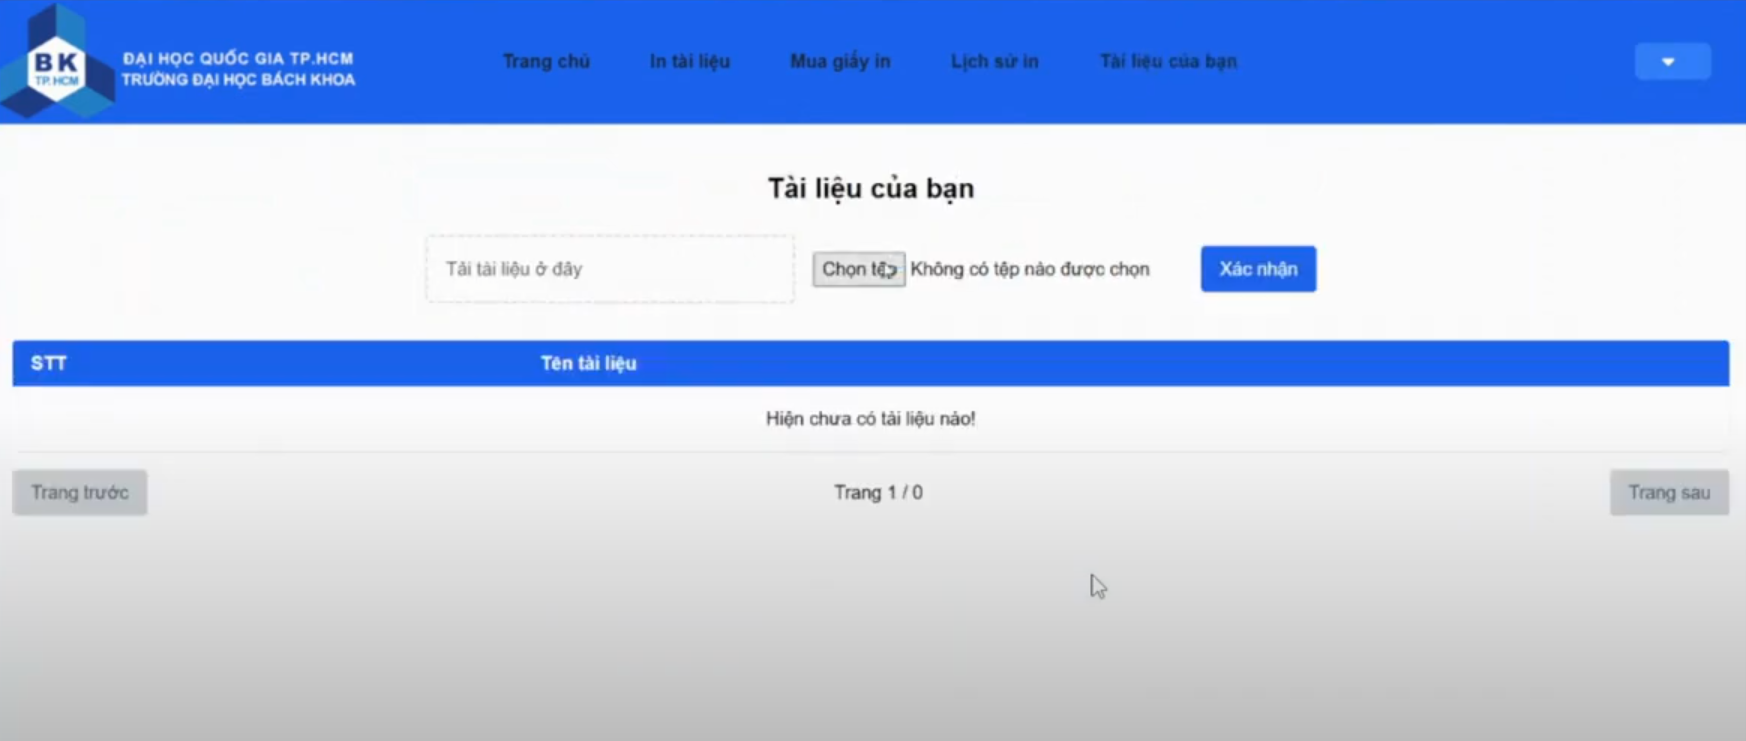 BK
TP.HCM
ĐẠI HỌC QUỐC GIA TP.HCM
TRƯỜNG ĐẠI HỌC BÁCH KHOA
Trang chủ
In tài liệu
Mua giấy in
Lịch sử in
Tài liệu của bạn
Tài liệu của bạn
Tải tài liệu ở đây
Chọn tệp Không có tệp nào được chọn
Xác nhận
STT
Tên tài liệu
Hiện chưa có tài liệu nào!
Trang trước
Trang 1 / 0
Trang sau